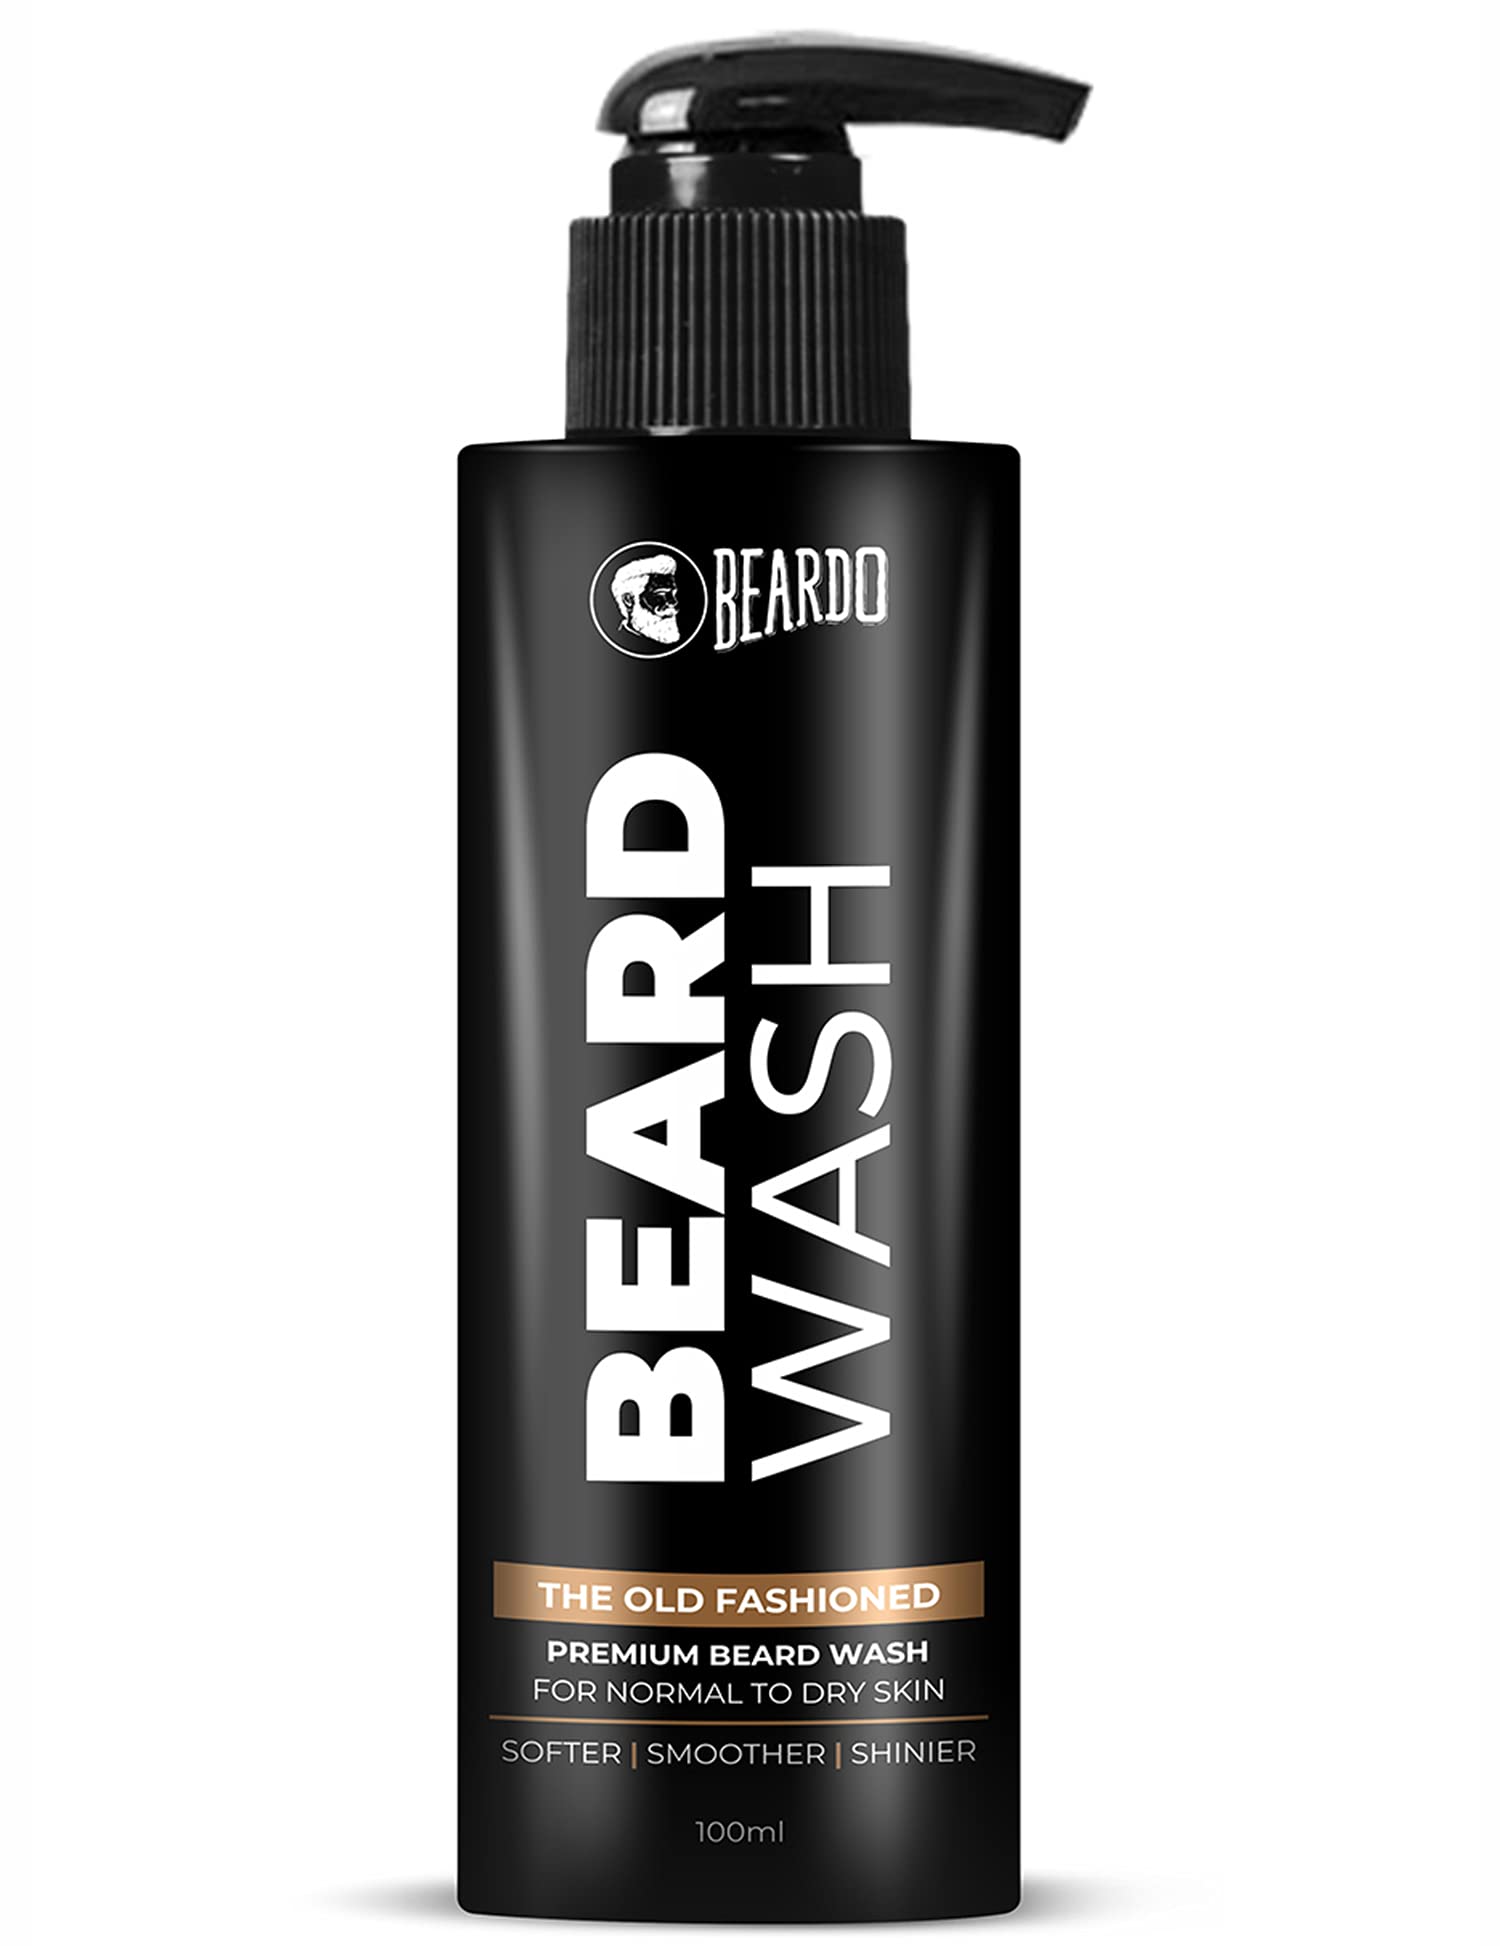 BEARDO
BEARD
WASH
THE OLD FASHIONED
PREMIUM BEARD WASH
FOR NORMAL TO DRY SKIN
SOFTER | SMOOTHER | SHINIER
100ml